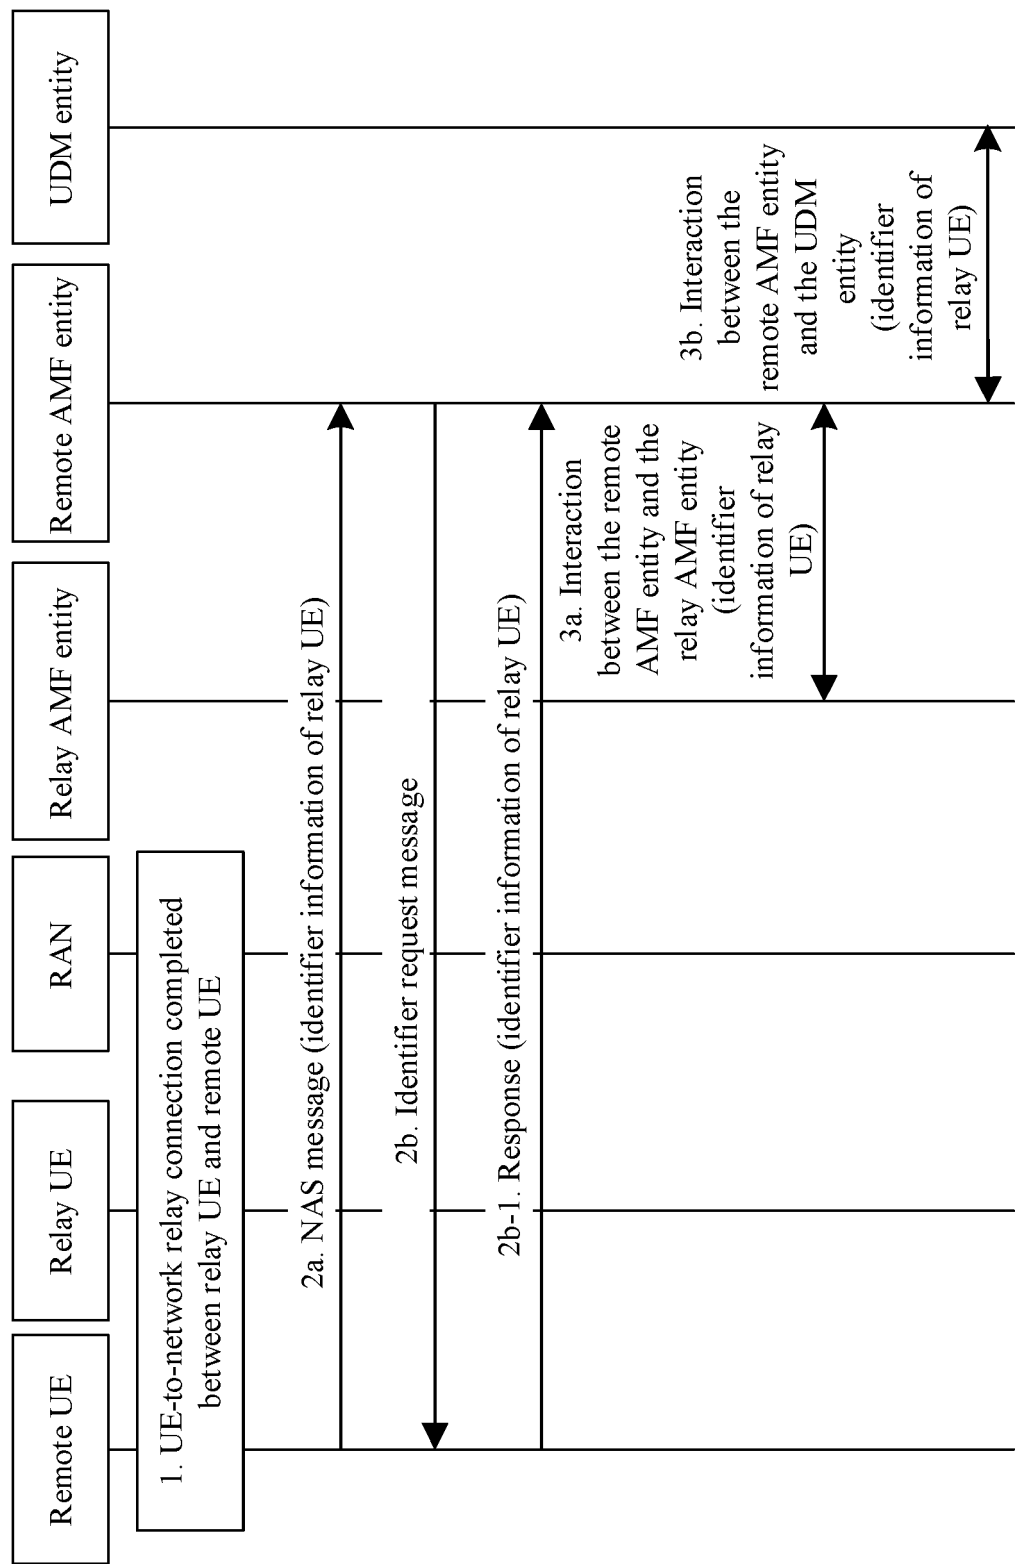 Remote UE
Relay UE
RAN
Relay AMF entity
Remote AMF entity
UDM entity
1. UE-to-network relay connection completed
between relay UE and remote UE
2a. NAS message (identifier information of relay UE)
2b. Identifier request message
2b-1. Response (identifier information of relay UE)
3a. Interaction
between the remote
AMF entity and the
relay AMF entity
(identifier
information of relay
UE)
3b. Interaction
between the
remote AMF entity
and the UDM
entity
(identifier
information of
relay UE)